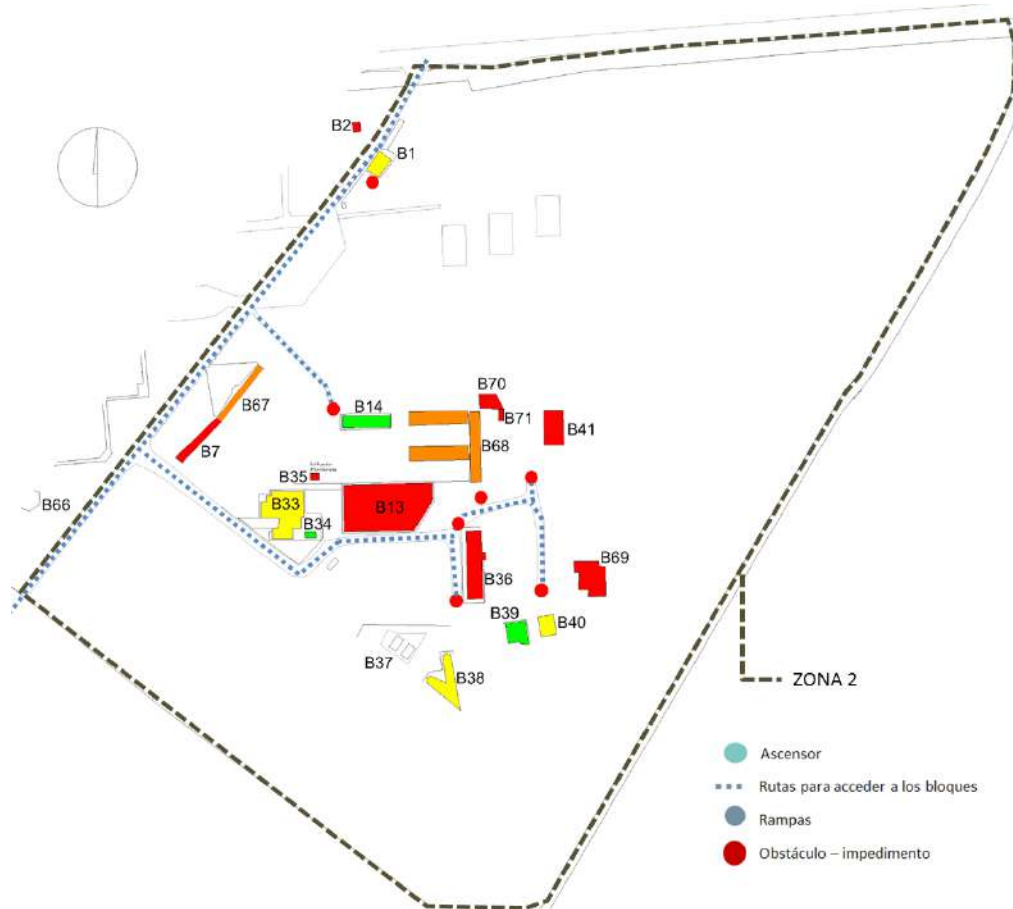 B2
B1
B67
B7
B14
B70
B71
B41
B68
B35
B33
B34
B13
B66
B36
B69
B39
B40
B37
B38
ZONA 2
Ascensor
Rutas para acceder a los bloques
Rampas
Obstáculo – impedimento